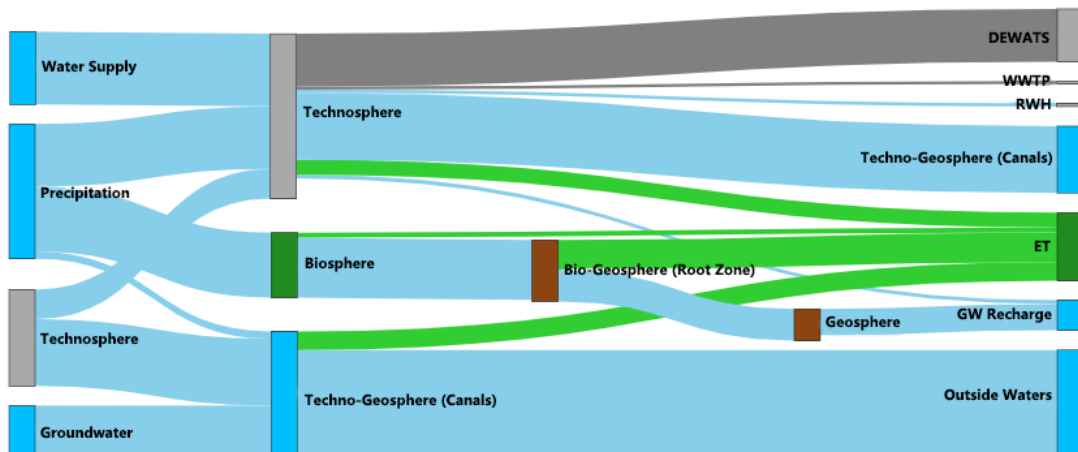 Water Supply
Precipitation
Technosphere
Groundwater
Technosphere
Biosphere
Techno-Geosphere (Canals)
Bio-Geosphere (Root Zone)
Geosphere
DEWATS
WWTP
RWH
Techno-Geosphere (Canals)
ET
GW Recharge
Outside Waters